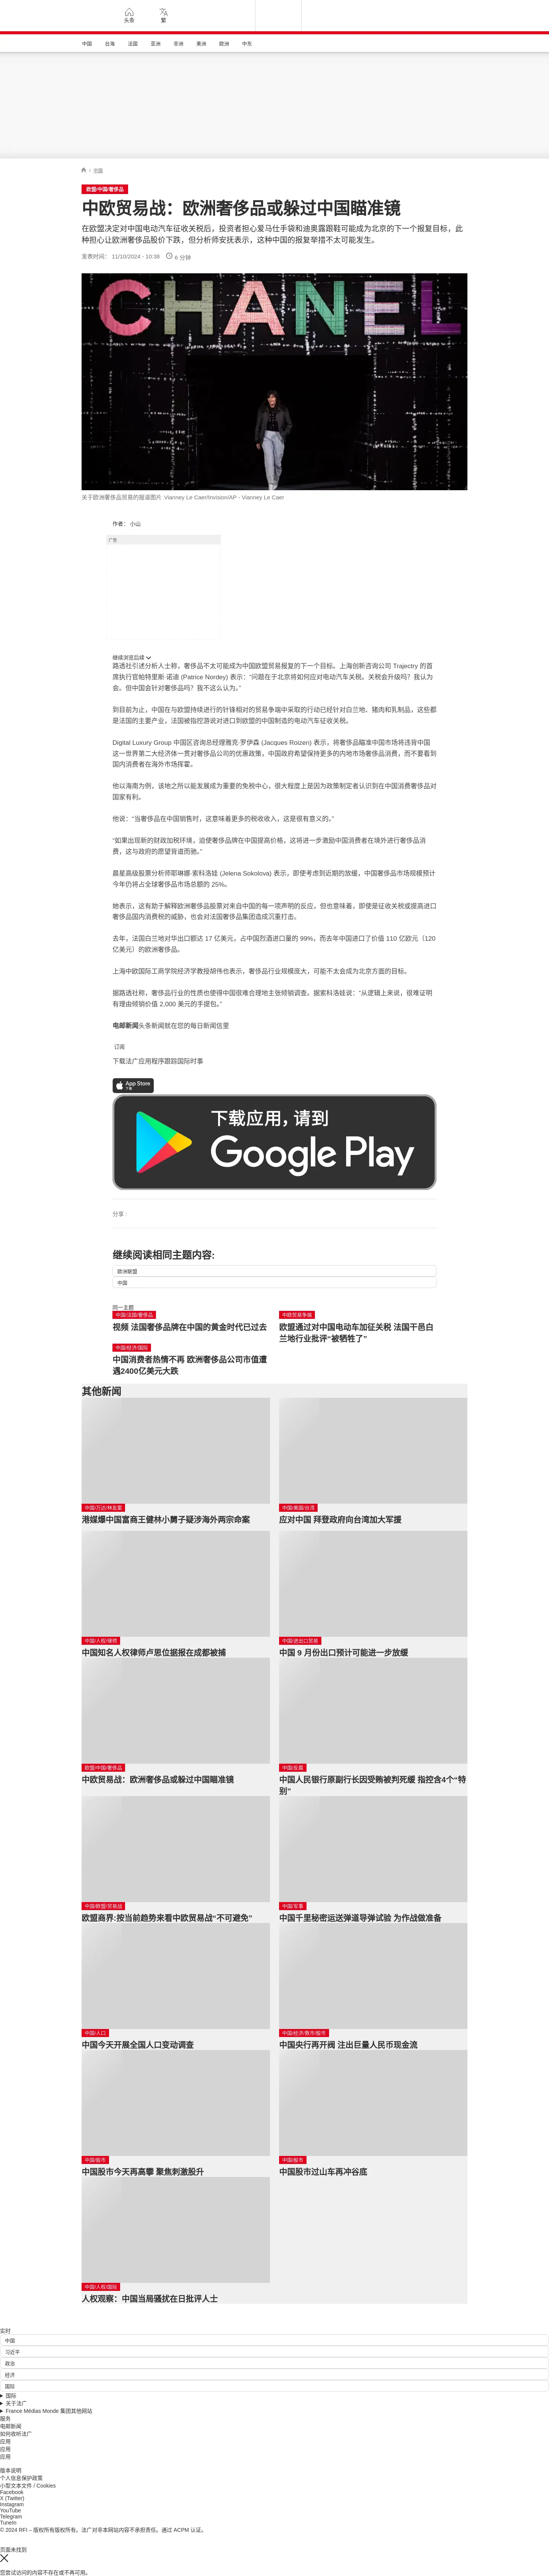 头条
繁
中国
台海
法国
亚洲
非洲
美洲
欧洲
中东
/ 中国
欧盟/中国/奢侈品
中欧贸易战：欧洲奢侈品或躲过中国瞄准镜
在欧盟决定对中国电动汽车征收关税后，投资者担心爱马仕手袋和迪奥露跟鞋可能成为北京的下一个报复目标，此
种担心让欧洲奢侈品股价下跌，但分析师安抚表示，这种中国的报复举措不太可能发生。
发表时间： 11/10/2024 - 10:38
6 分钟
CHANEL
关于欧洲奢侈品贸易的报道图片 :Vianney Le Caer/Invision/AP - Vianney Le Caer
作者： 小山
广告
继续浏览后续
路透社引述分析人士称，奢侈品不太可能成为中国欧盟贸易报复的下一个目标。上海创新咨询公司 Trajectry 的首
席执行官帕特里斯·诺迪 (Patrice Nordey) 表示：“问题在于北京将如何应对电动汽车关税。关税会升级吗？我认为
会。但中国会针对奢侈品吗？我不这么认为。”
到目前为止，中国在与欧盟持续进行的针锋相对的贸易争端中采取的行动已经针对白兰地、猪肉和乳制品，这些都
是法国的主要产业，法国被指控游说对进口到欧盟的中国制造的电动汽车征收关税。
Digital Luxury Group 中国区咨询总经理雅克·罗伊森 (Jacques Roizen) 表示，将奢侈品瞄准中国市场将违背中国
这一世界第二大经济体一贯对奢侈品公司的优惠政策，中国政府希望保持更多的内地市场奢侈品消费，而不要看到
国内消费者在海外市场挥霍。
他以海南为例，该地之所以能发展成为重要的免税中心，很大程度上是因为政策制定者认识到在中国消费奢侈品对
国家有利。
他说：“当奢侈品在中国销售时，这意味着更多的税收收入，这是很有意义的。”
“如果出现新的财政加税环境，迫使奢侈品牌在中国提高价格，这将进一步激励中国消费者在境外进行奢侈品消
费，这与政府的愿望背道而驰。”
晨星高级股票分析师耶琳娜·索科洛娃 (Jelena Sokolova) 表示，即使考虑到近期的放缓，中国奢侈品市场规模预计
今年仍将占全球奢侈品市场总额的 25%。
她表示，这有助于解释欧洲奢侈品股票对来自中国的每一项声明的反应，但也意味着，即使是征收关税或提高进口
奢侈品国内消费税的威胁，也会对法国奢侈品集团造成沉重打击。
去年，法国白兰地对华出口额达 17 亿美元，占中国烈酒进口量的 99%，而去年中国进口了价值 110 亿欧元（120
亿美元）的欧洲奢侈品。
上海中欧国际工商学院经济学教授胡伟也表示，奢侈品行业规模庞大，可能不太会成为北京方面的目标。
据路透社称，奢侈品行业的性质也使得中国很难合理地主张倾销调查。据索科洛娃说：“从逻辑上来说，很难证明
有理由倾销价值 2,000 美元的手提包。”
电邮新闻头条新闻就在您的每日新闻信里
订阅
下载法广应用程序跟踪国际时事
App Store
下载
下载应用，请到
Google Play
分享 :
继续阅读相同主题内容:
欧洲联盟
中国
同一主题
中国/法国/奢侈品
视频 法国奢侈品牌在中国的黄金时代已过去
中欧贸易争端
欧盟通过对中国电动车加征关税 法国干邑白
兰地行业批评“被牺牲了”
中国/经济/国际
中国消费者热情不再 欧洲奢侈品公司市值遭
遇2400亿美元大跌
其他新闻
中国/万达/林友富
港媒爆中国富商王健林小舅子疑涉海外两宗命案
中国/美国/台湾
应对中国 拜登政府向台湾加大军援
中国/人权/律师
中国知名人权律师卢思位据报在成都被捕
中国/进出口贸易
中国 9 月份出口预计可能进一步放缓
欧盟/中国/奢侈品
中欧贸易战：欧洲奢侈品或躲过中国瞄准镜
中国/反腐
中国人民银行原副行长因受贿被判死缓 指控含4个“特
别”
中国/欧盟/贸易战
欧盟商界:按当前趋势来看中欧贸易战“不可避免”
中国/军事
中国千里秘密运送弹道导弹试验 为作战做准备
中国/人口
中国今天开展全国人口变动调查
中国/经济/救市/股市
中国央行再开阀 注出巨量人民币现金流
中国/股市
中国股市今天再高攀 聚焦刺激股升
中国/股市
中国股市过山车再冲谷底
中国/人权/国际
人权观察：中国当局骚扰在日批评人士
实时
中国
习近平
政治
经济
国际
国际
关于法广
France Médias Monde 集团其他网站
服务
电邮新闻
如何收听法广
应用
应用
应用
版本说明
个人信息保护政策
小型文本文件 / Cookies
Facebook
X (Twitter)
Instagram
YouTube
Telegram
TuneIn
© 2024 RFI – 版权所有版权所有。法广对非本网站内容不承担责任。通过 ACPM 认证。
页面未找到
您尝试访问的内容不存在或不再可用。